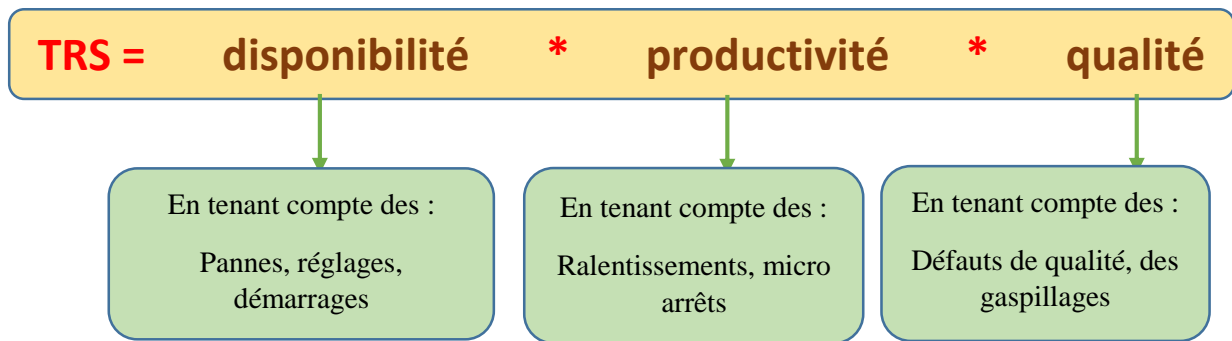 TRS = disponibilité * productivité * qualité
En tenant compte des :
Pannes, réglages,
démarrages
En tenant compte des :
Ralentissements, micro
arrêts
En tenant compte des :
Défauts de qualité, des
gaspillages